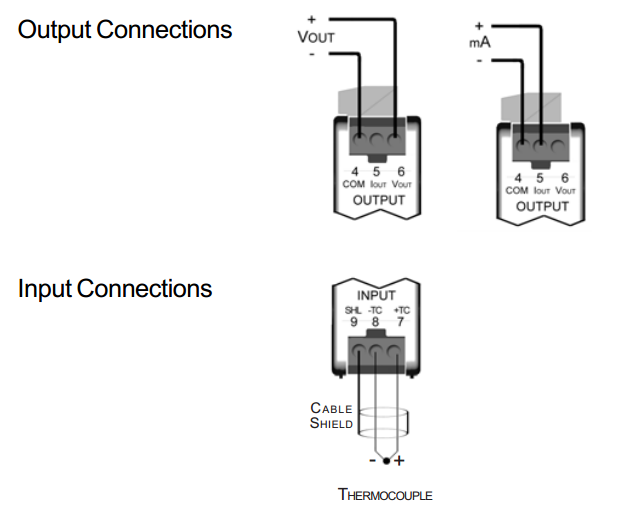 Output Connections
+
VOUT
-
4 5 6
COM IOUT VOUT
OUTPUT
+
mA
-
4 5 6
COM IOUT VOUT
OUTPUT
Input Connections
INPUT
SHL -TC +TC
9 8 7
CABLE
SHIELD
- +
THERMOCOUPLE